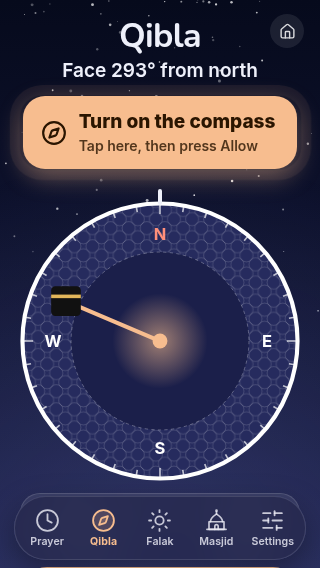 Qibla
Face 293° from north
Turn on the compass
Tap here, then press Allow
N
W
E
S
Prayer
Qibla
Falak
Masjid
Settings